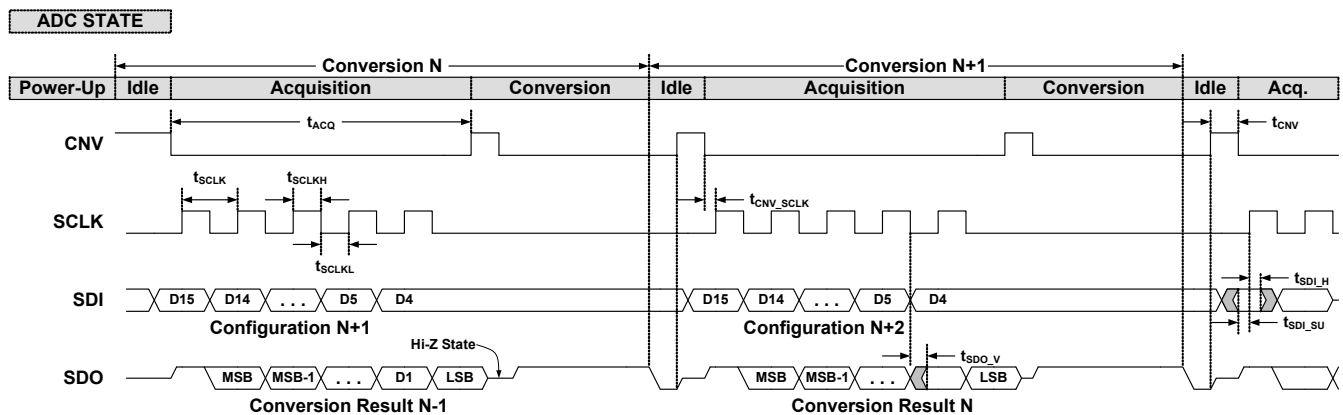 ADC STATE
Conversion N Conversion N+1
Power-Up Idle Acquisition Conversion Idle Acquisition Conversion Idle Acq.
CNV tACQ tCNV
SCLK tSCLK tSCLKH tSCLKL tCNV_SCLK
SDI D15 D14 . . . D5 D4 D15 D14 . . . D5 D4 tSDI_H
Configuration N+1 Configuration N+2 tSDI_SU
Hi-Z State tSDO_V
SDO MSB MSB-1 . . . D1 LSB MSB MSB-1 . . . LSB
Conversion Result N-1 Conversion Result N